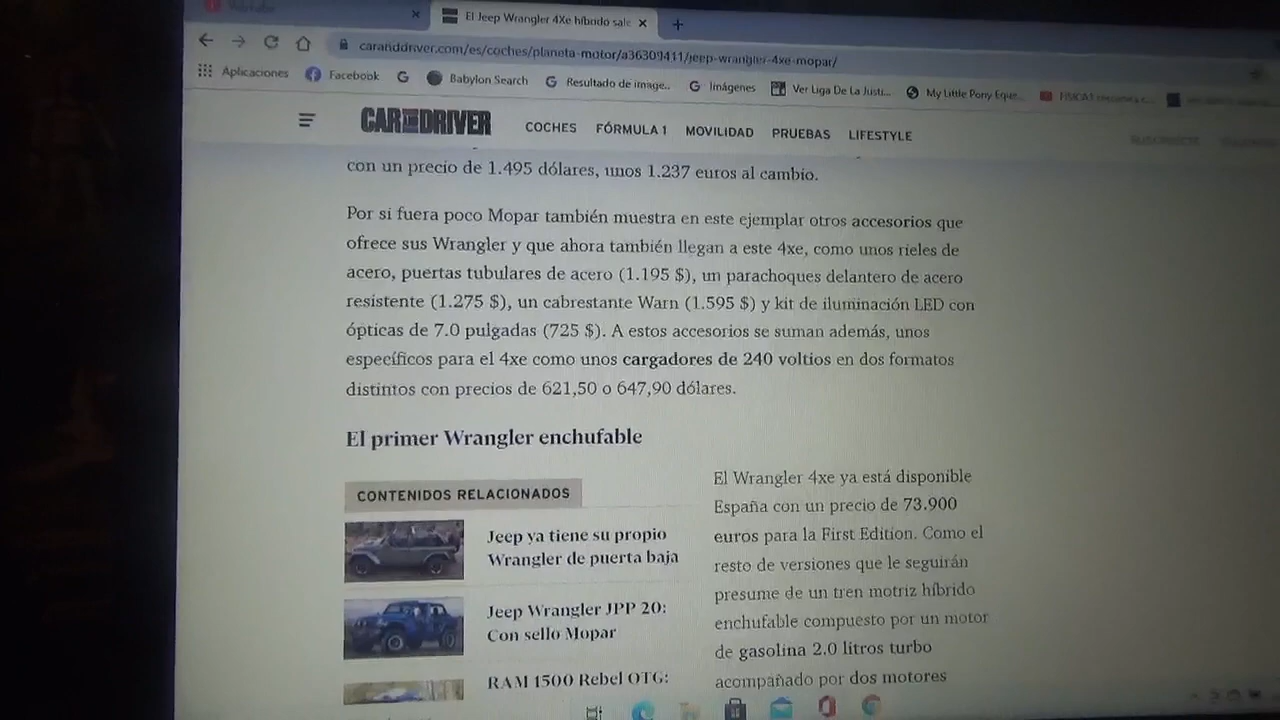 El Jeep Wrangler 4Xe híbrido sale
caranddriver.com/es/coches/planeta-motor/a36309411/jeep-wrangler-4xe-mopar/
Aplicaciones Facebook Babylon Search Resultado de image... Imágenes Ver Liga De La Justi... My Little Pony Eque...
CAR AND DRIVER COCHES FÓRMULA 1 MOVILIDAD PRUEBAS LIFESTYLE
con un precio de 1.495 dólares, unos 1.237 euros al cambio.
Por si fuera poco Mopar también muestra en este ejemplar otros accesorios que
ofrece sus Wrangler y que ahora también llegan a este 4xe, como unos rieles de
acero, puertas tubulares de acero (1.195 $), un parachoques delantero de acero
resistente (1.275 $), un cabrestante Warn (1.595 $) y kit de iluminación LED con
ópticas de 7.0 pulgadas (725 $). A estos accesorios se suman además, unos
específicos para el 4xe como unos cargadores de 240 voltios en dos formatos
distintos con precios de 621,50 o 647,90 dólares.
El primer Wrangler enchufable
CONTENIDOS RELACIONADOS
Jeep ya tiene su propio
Wrangler de puerta baja
Jeep Wrangler JPP 20:
Con sello Mopar
RAM 1500 Rebel OTG:
El Wrangler 4xe ya está disponible
España con un precio de 73.900
euros para la First Edition. Como el
resto de versiones que le seguirán
presume de un tren motriz híbrido
enchufable compuesto por un motor
de gasolina 2.0 litros turbo
acompañado por dos motores